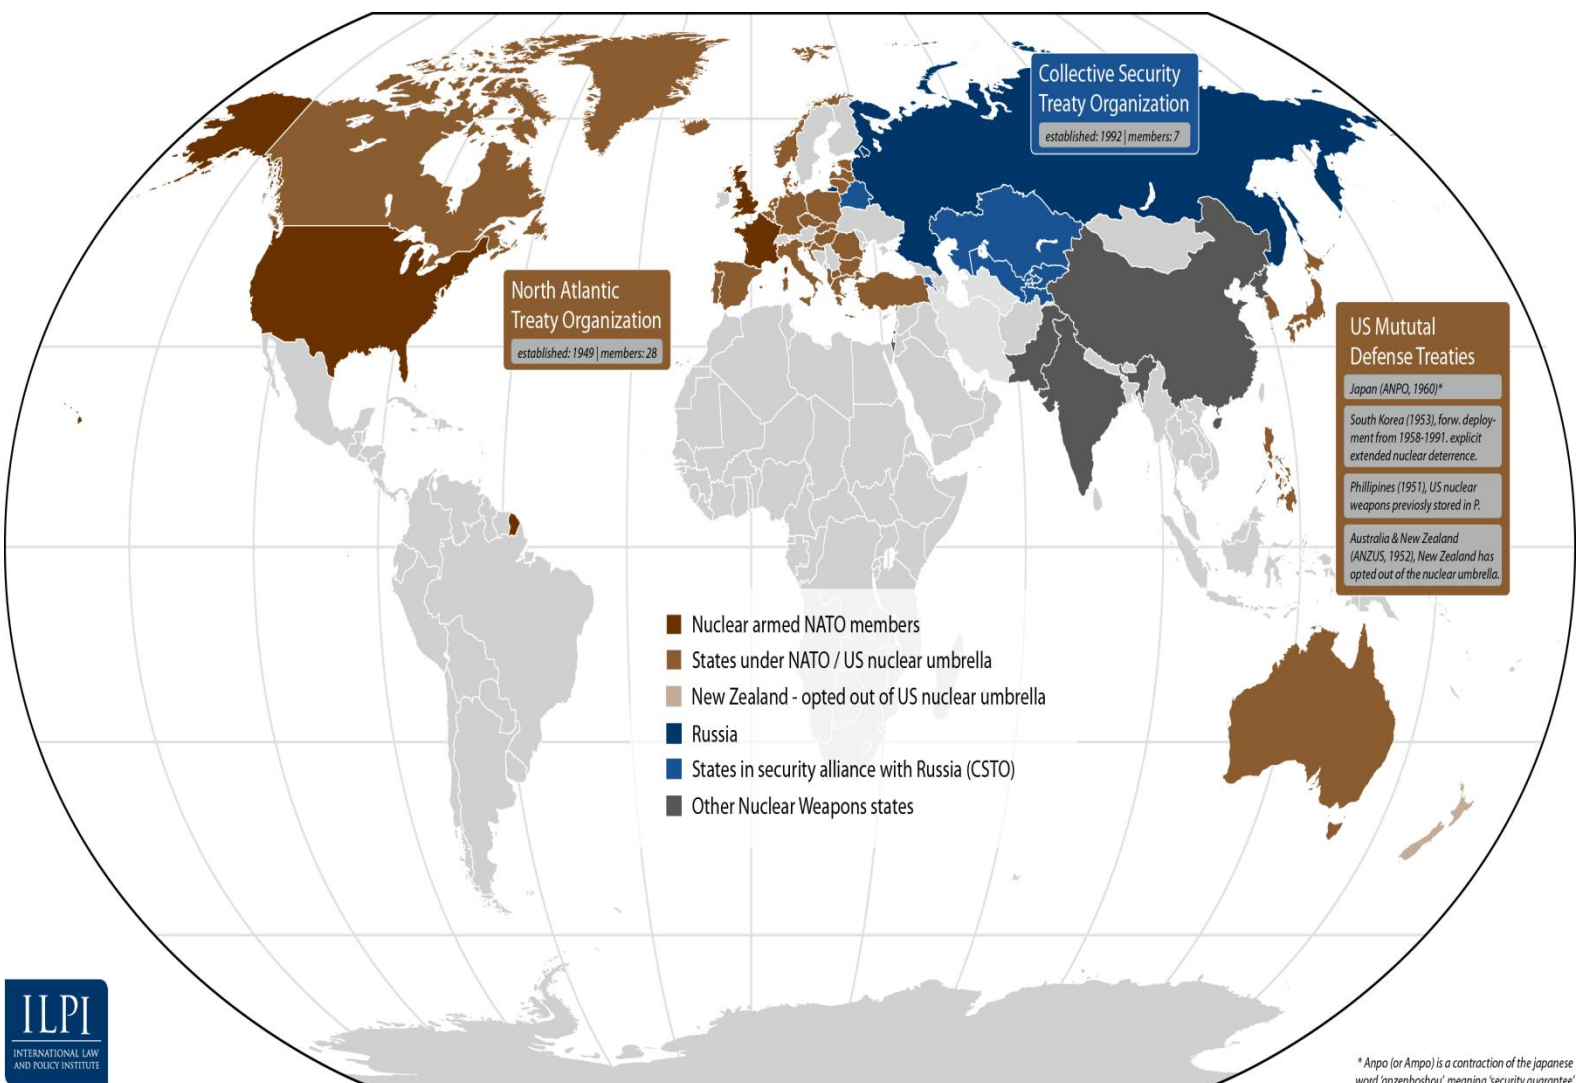 Collective Security
Treaty Organization
established: 1992 | members: 7
North Atlantic
Treaty Organization
established: 1949 | members: 28
US Mututal
Defense Treaties
Japan (ANPO, 1960)*
South Korea (1953), forw. deploy-
ment from 1958-1991. explicit
extended nuclear deterrence.
Phillipines (1951), US nuclear
weapons previosly stored in P.
Australia & New Zealand
(ANZUS, 1952), New Zealand has
opted out of the nuclear umbrella.
Nuclear armed NATO members
States under NATO / US nuclear umbrella
New Zealand - opted out of US nuclear umbrella
Russia
States in security alliance with Russia (CSTO)
Other Nuclear Weapons states
ILPI
INTERNATIONAL LAW
AND POLICY INSTITUTE
* Anpo (or Ampo) is a contraction of the japanese
word 'anzenhoshou', meaning 'security guarantee'